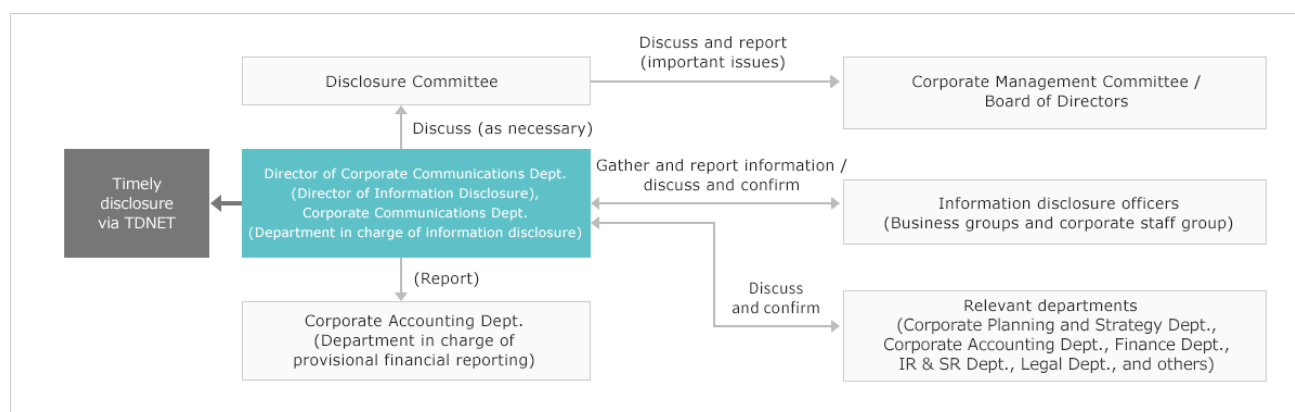 Discuss and report
(important issues)
Disclosure Committee
Corporate Management Committee /
Board of Directors
Discuss (as necessary)
Timely
disclosure
via TDNET
Director of Corporate Communications Dept.
(Director of Information Disclosure),
Corporate Communications Dept.
(Department in charge of information disclosure)
Gather and report information /
discuss and confirm
Information disclosure officers
(Business groups and corporate staff group)
(Report)
Discuss
and confirm
Corporate Accounting Dept.
(Department in charge of
provisional financial reporting)
Relevant departments
(Corporate Planning and Strategy Dept.,
Corporate Accounting Dept., Finance Dept.,
IR & SR Dept., Legal Dept., and others)